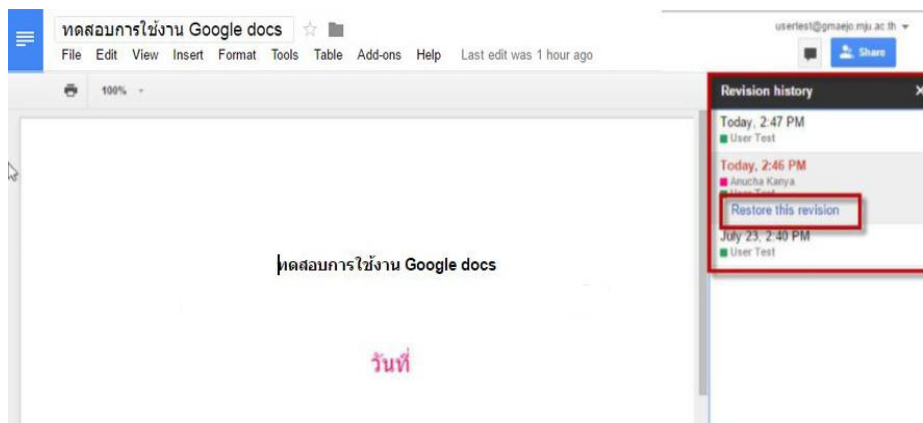 ทดสอบการใช้งาน Google docs
usertest@gmaejo.mju.ac.th
File Edit View Insert Format Tools Table Add-ons Help Last edit was 1 hour ago
Share
100%
Revision history
Today, 2:47 PM
User Test
Today, 2:46 PM
Anucha Kanya
User Test
Restore this revision
July 23, 2:40 PM
User Test
ทดสอบการใช้งาน Google docs
วันที่